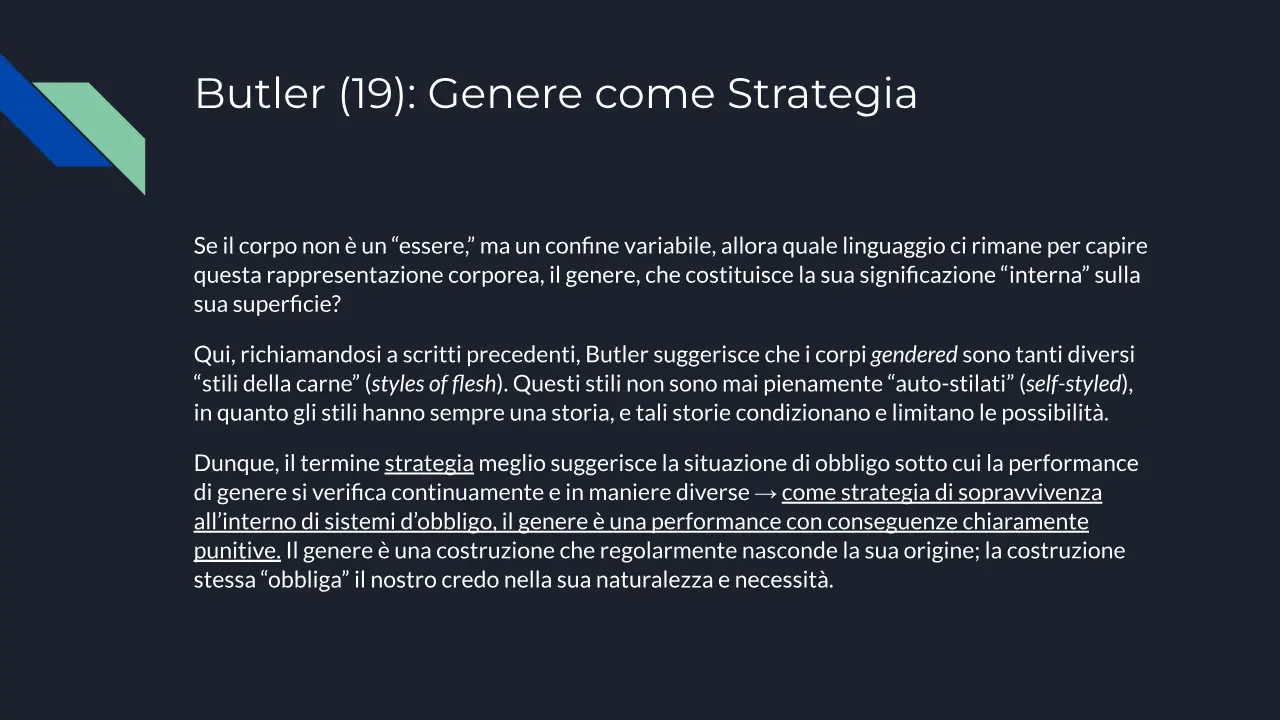 Butler (19): Genere come Strategia
Se il corpo non è un “essere,” ma un confine variabile, allora quale linguaggio ci rimane per capire
questa rappresentazione corporea, il genere, che costituisce la sua significazione “interna” sulla
sua superficie?
Qui, richiamandosi a scritti precedenti, Butler suggerisce che i corpi gendered sono tanti diversi
“stili della carne” (styles of flesh). Questi stili non sono mai pienamente “auto-stilati” (self-styled),
in quanto gli stili hanno sempre una storia, e tali storie condizionano e limitano le possibilità.
Dunque, il termine strategia meglio suggerisce la situazione di obbligo sotto cui la performance
di genere si verifica continuamente e in maniere diverse → come strategia di sopravvivenza
all’interno di sistemi d’obbligo, il genere è una performance con conseguenze chiaramente
punitive. Il genere è una costruzione che regolarmente nasconde la sua origine; la costruzione
stessa “obbliga” il nostro credo nella sua naturalezza e necessità.